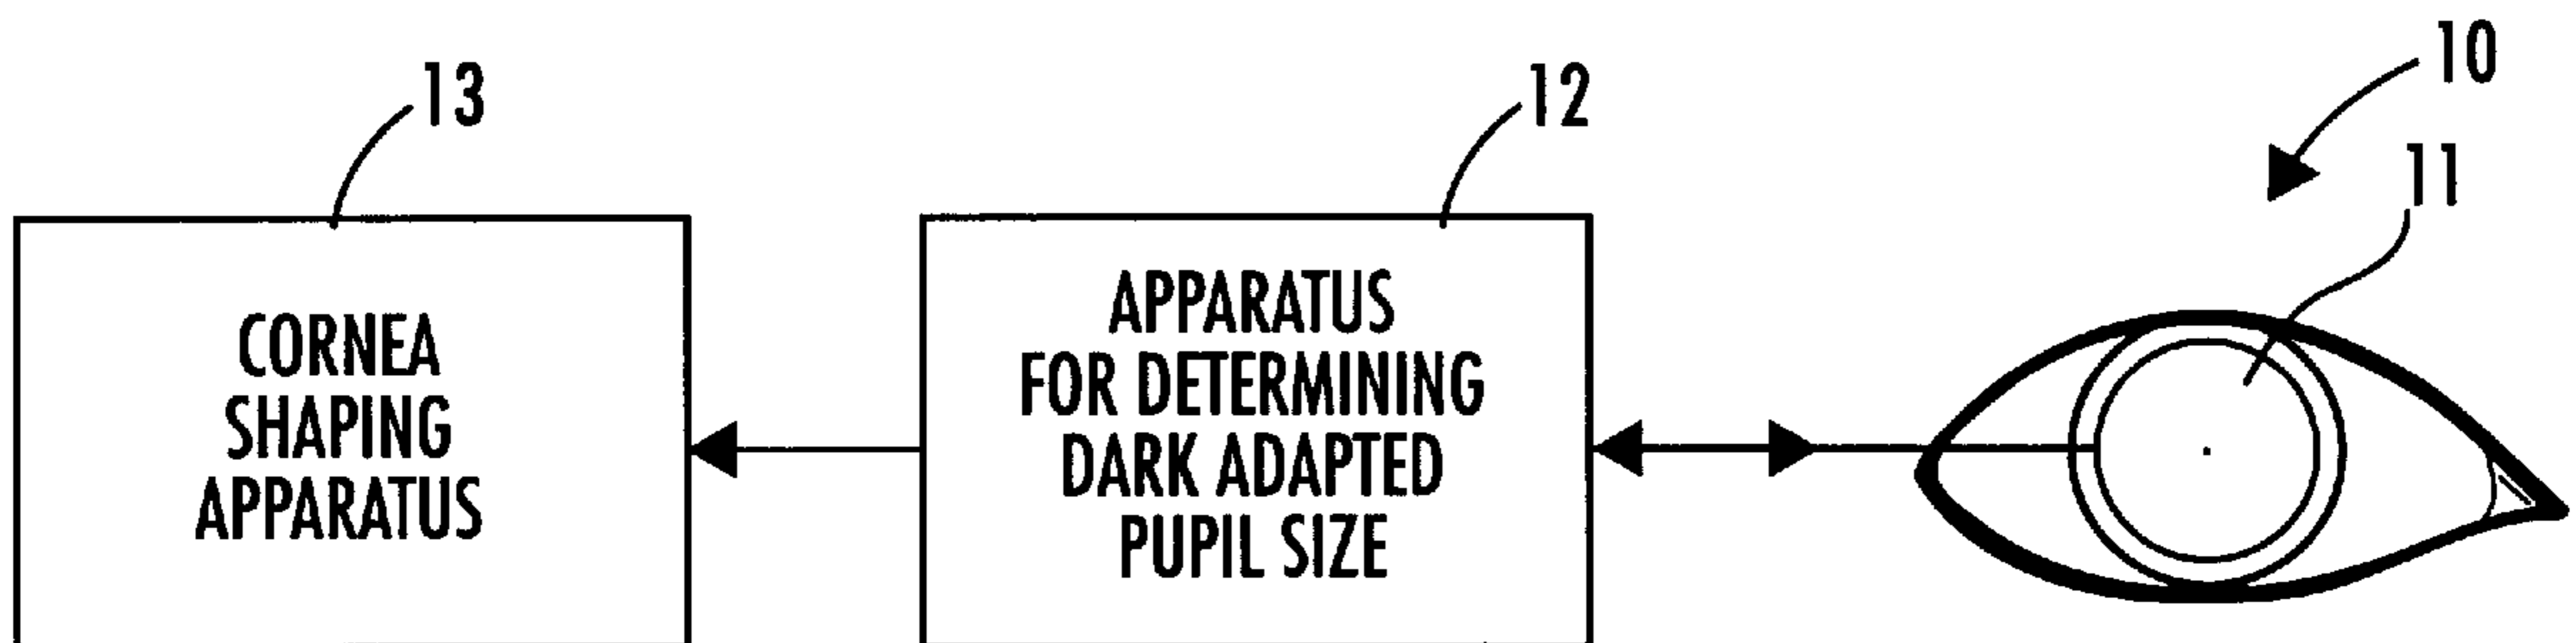 13
12
10
11
CORNEA
SHAPING
APPARATUS
APPARATUS
FOR DETERMINING
DARK ADAPTED
PUPIL SIZE